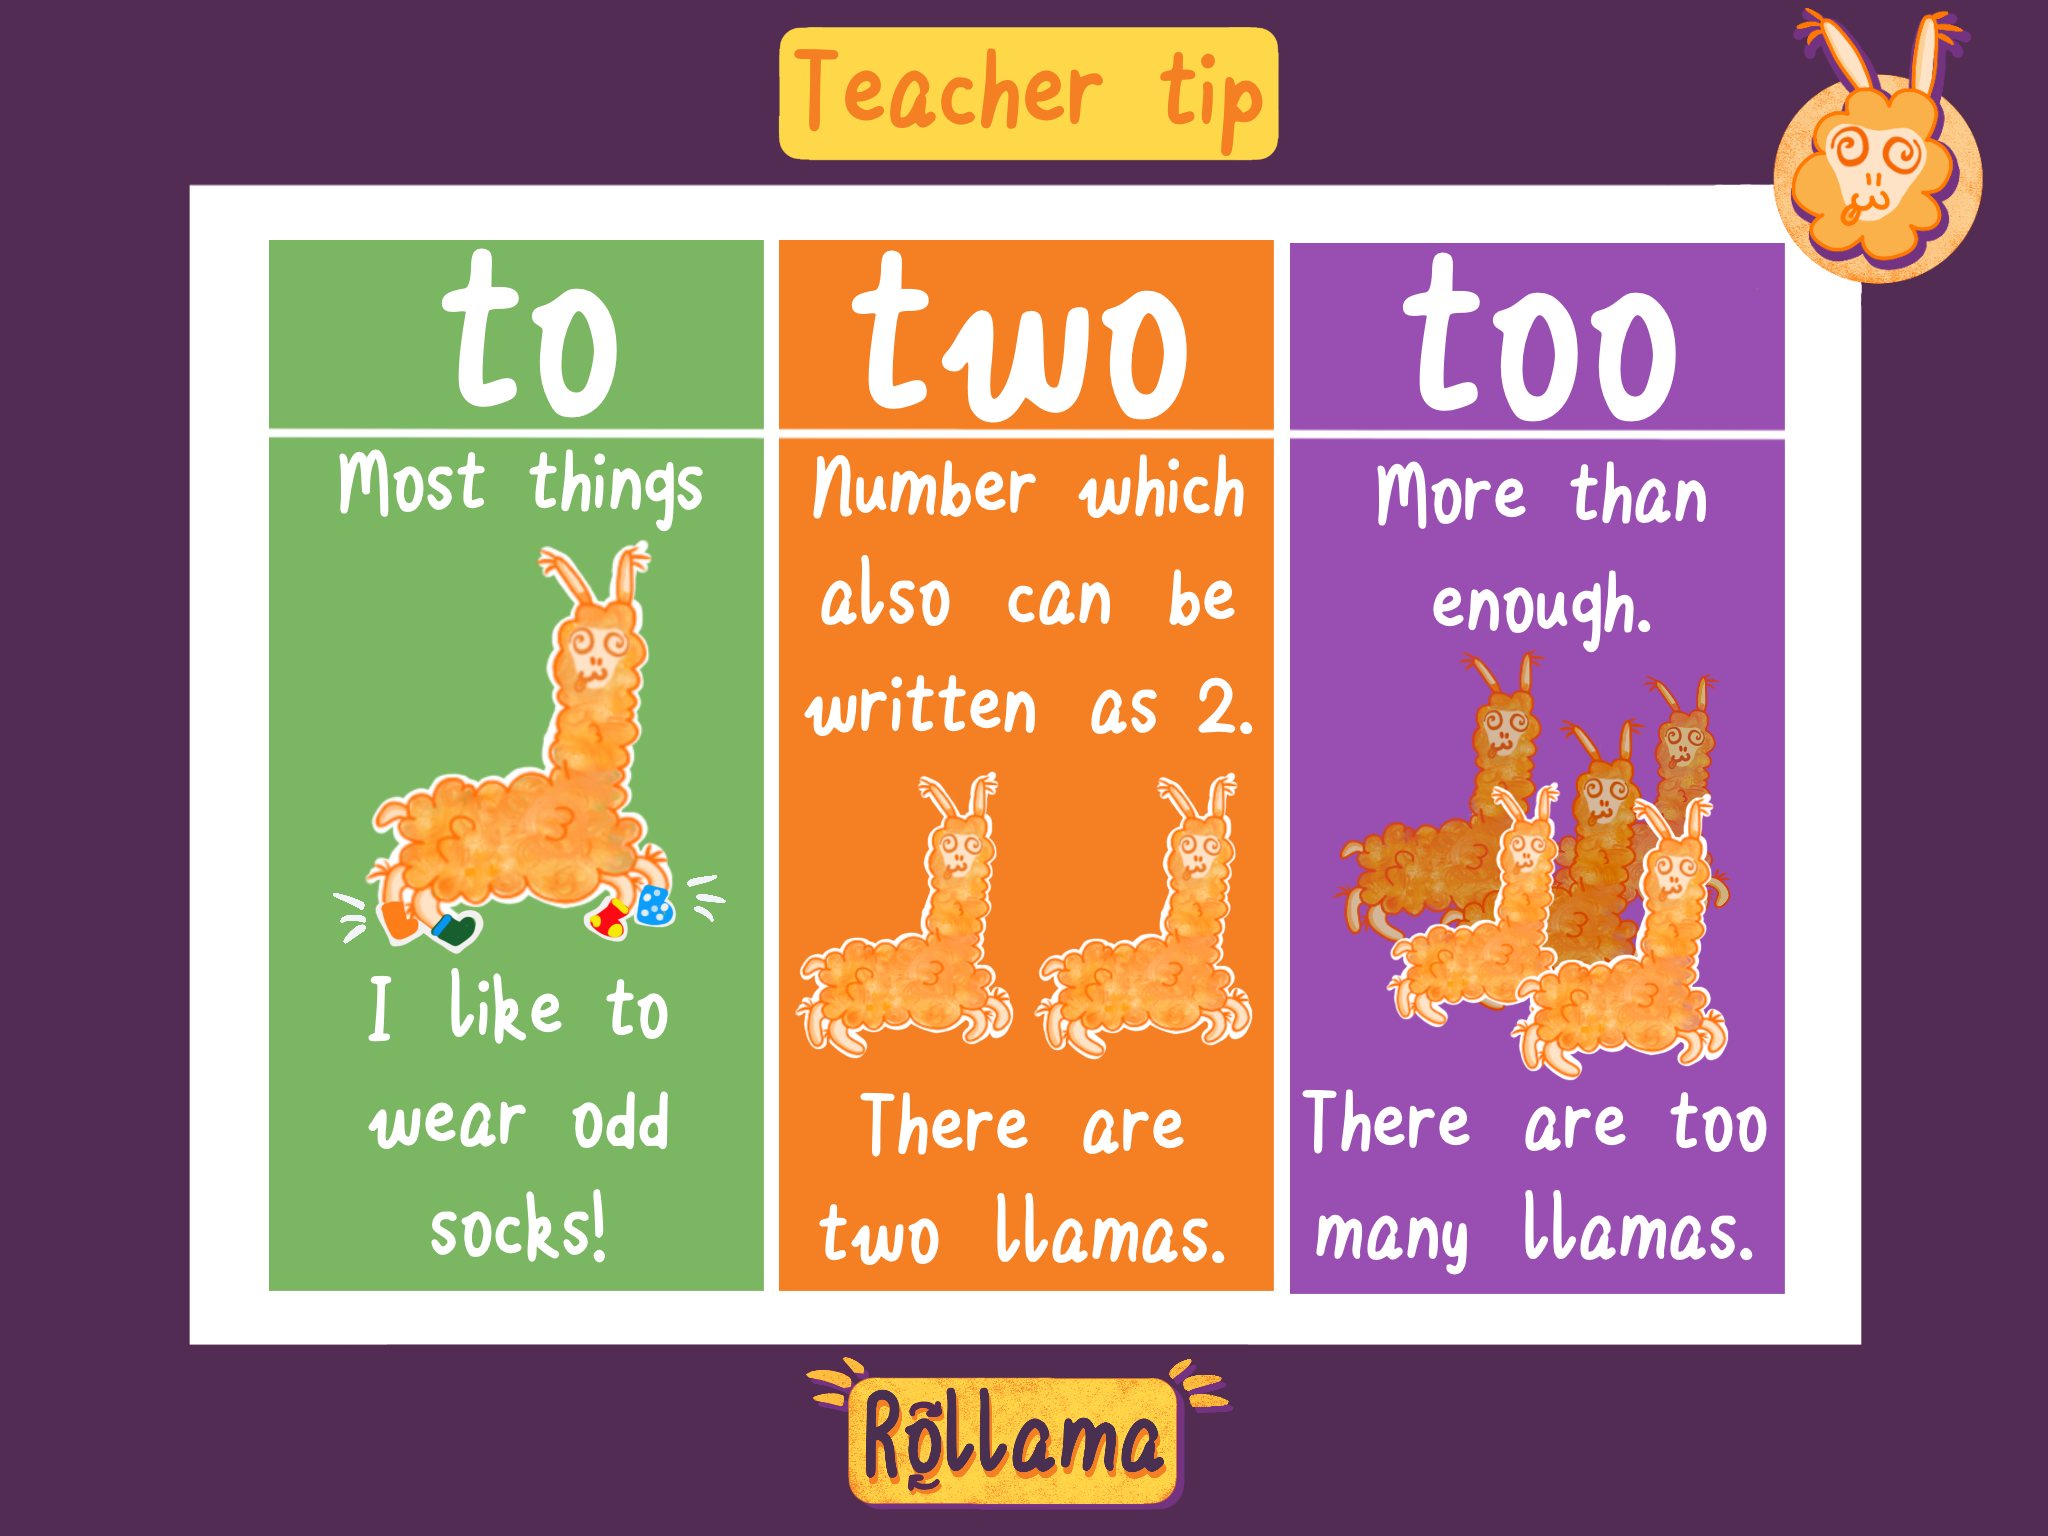 Teacher tip
to
Most things
I like to
wear odd
socks!
two
Number which
also can be
written as 2.
There are
two llamas.
too
More than
enough.
There are too
many llamas.
Rollama